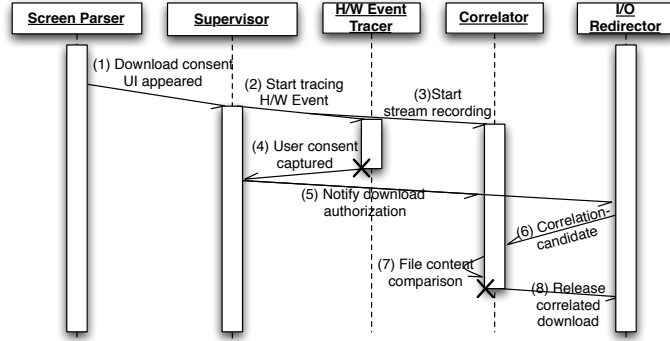 Screen Parser
Supervisor
H/W Event
Tracer
Correlator
I/O
Redirector
(1) Download consent
UI appeared
(2) Start tracing
H/W Event
(3)Start
stream recording
(4) User consent
captured
(5) Notify download
authorization
(6) Correlation-
candidate
(7) File content
comparison
(8) Release
correlated
download